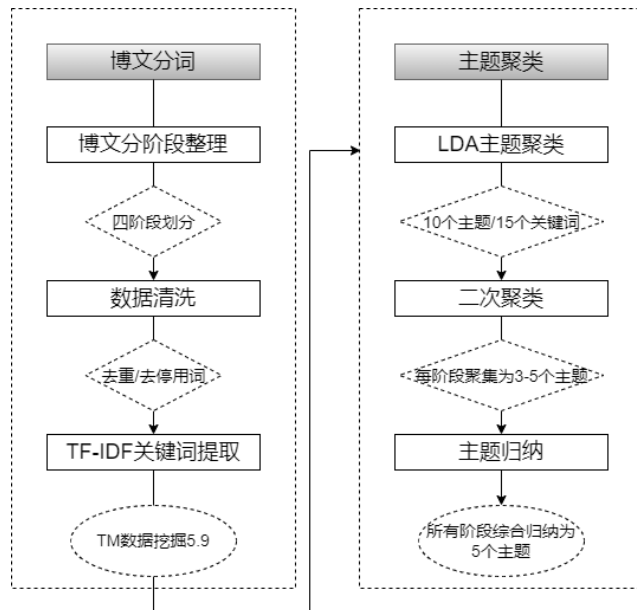 博文分词
博文分阶段整理
四阶段划分
数据清洗
去重/去停用词
TF-IDF关键词提取
TM数据挖掘5.9
主题聚类
LDA主题聚类
10个主题/15个关键词
二次聚类
每阶段聚集为3-5个主题
主题归纳
所有阶段综合归纳为
5个主题